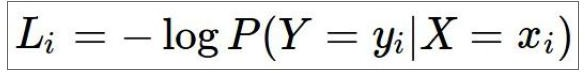 L_i = − log P(Y = y_i|X = x_i)